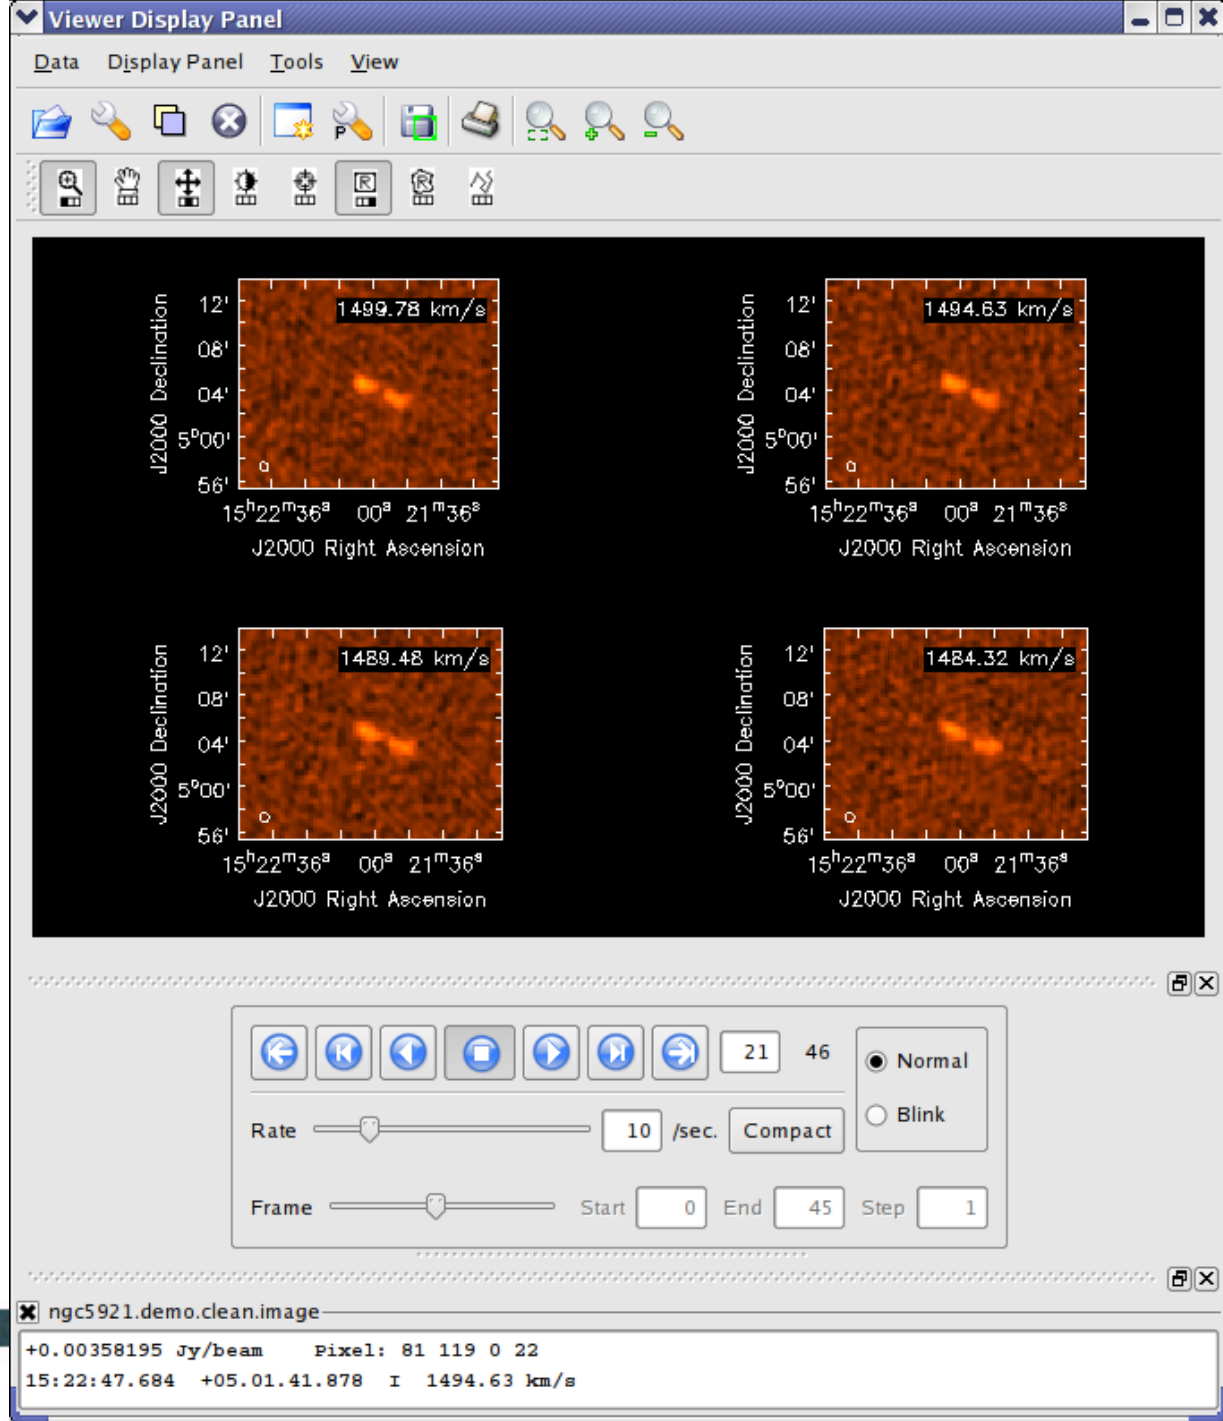 Viewer Display Panel
Data Display Panel Tools View
P
R R
1499.78 km/s
J2000 Declination
12'
08'
04'
5°00'
56'
15h22m36s 00s 21m36s
J2000 Right Ascension
1494.63 km/s
J2000 Declination
12'
08'
04'
5°00'
56'
15h22m36s 00s 21m36s
J2000 Right Ascension
1489.48 km/s
J2000 Declination
12'
08'
04'
5°00'
56'
15h22m36s 00s 21m36s
J2000 Right Ascension
1484.32 km/s
J2000 Declination
12'
08'
04'
5°00'
56'
15h22m36s 00s 21m36s
J2000 Right Ascension
21 46
Normal
Blink
Rate 10 /sec. Compact
Frame Start 0 End 45 Step 1
ngc5921.demo.clean.image
+0.00358195 Jy/beam Pixel: 81 119 0 22
15:22:47.684 +05.01.41.878 I 1494.63 km/s